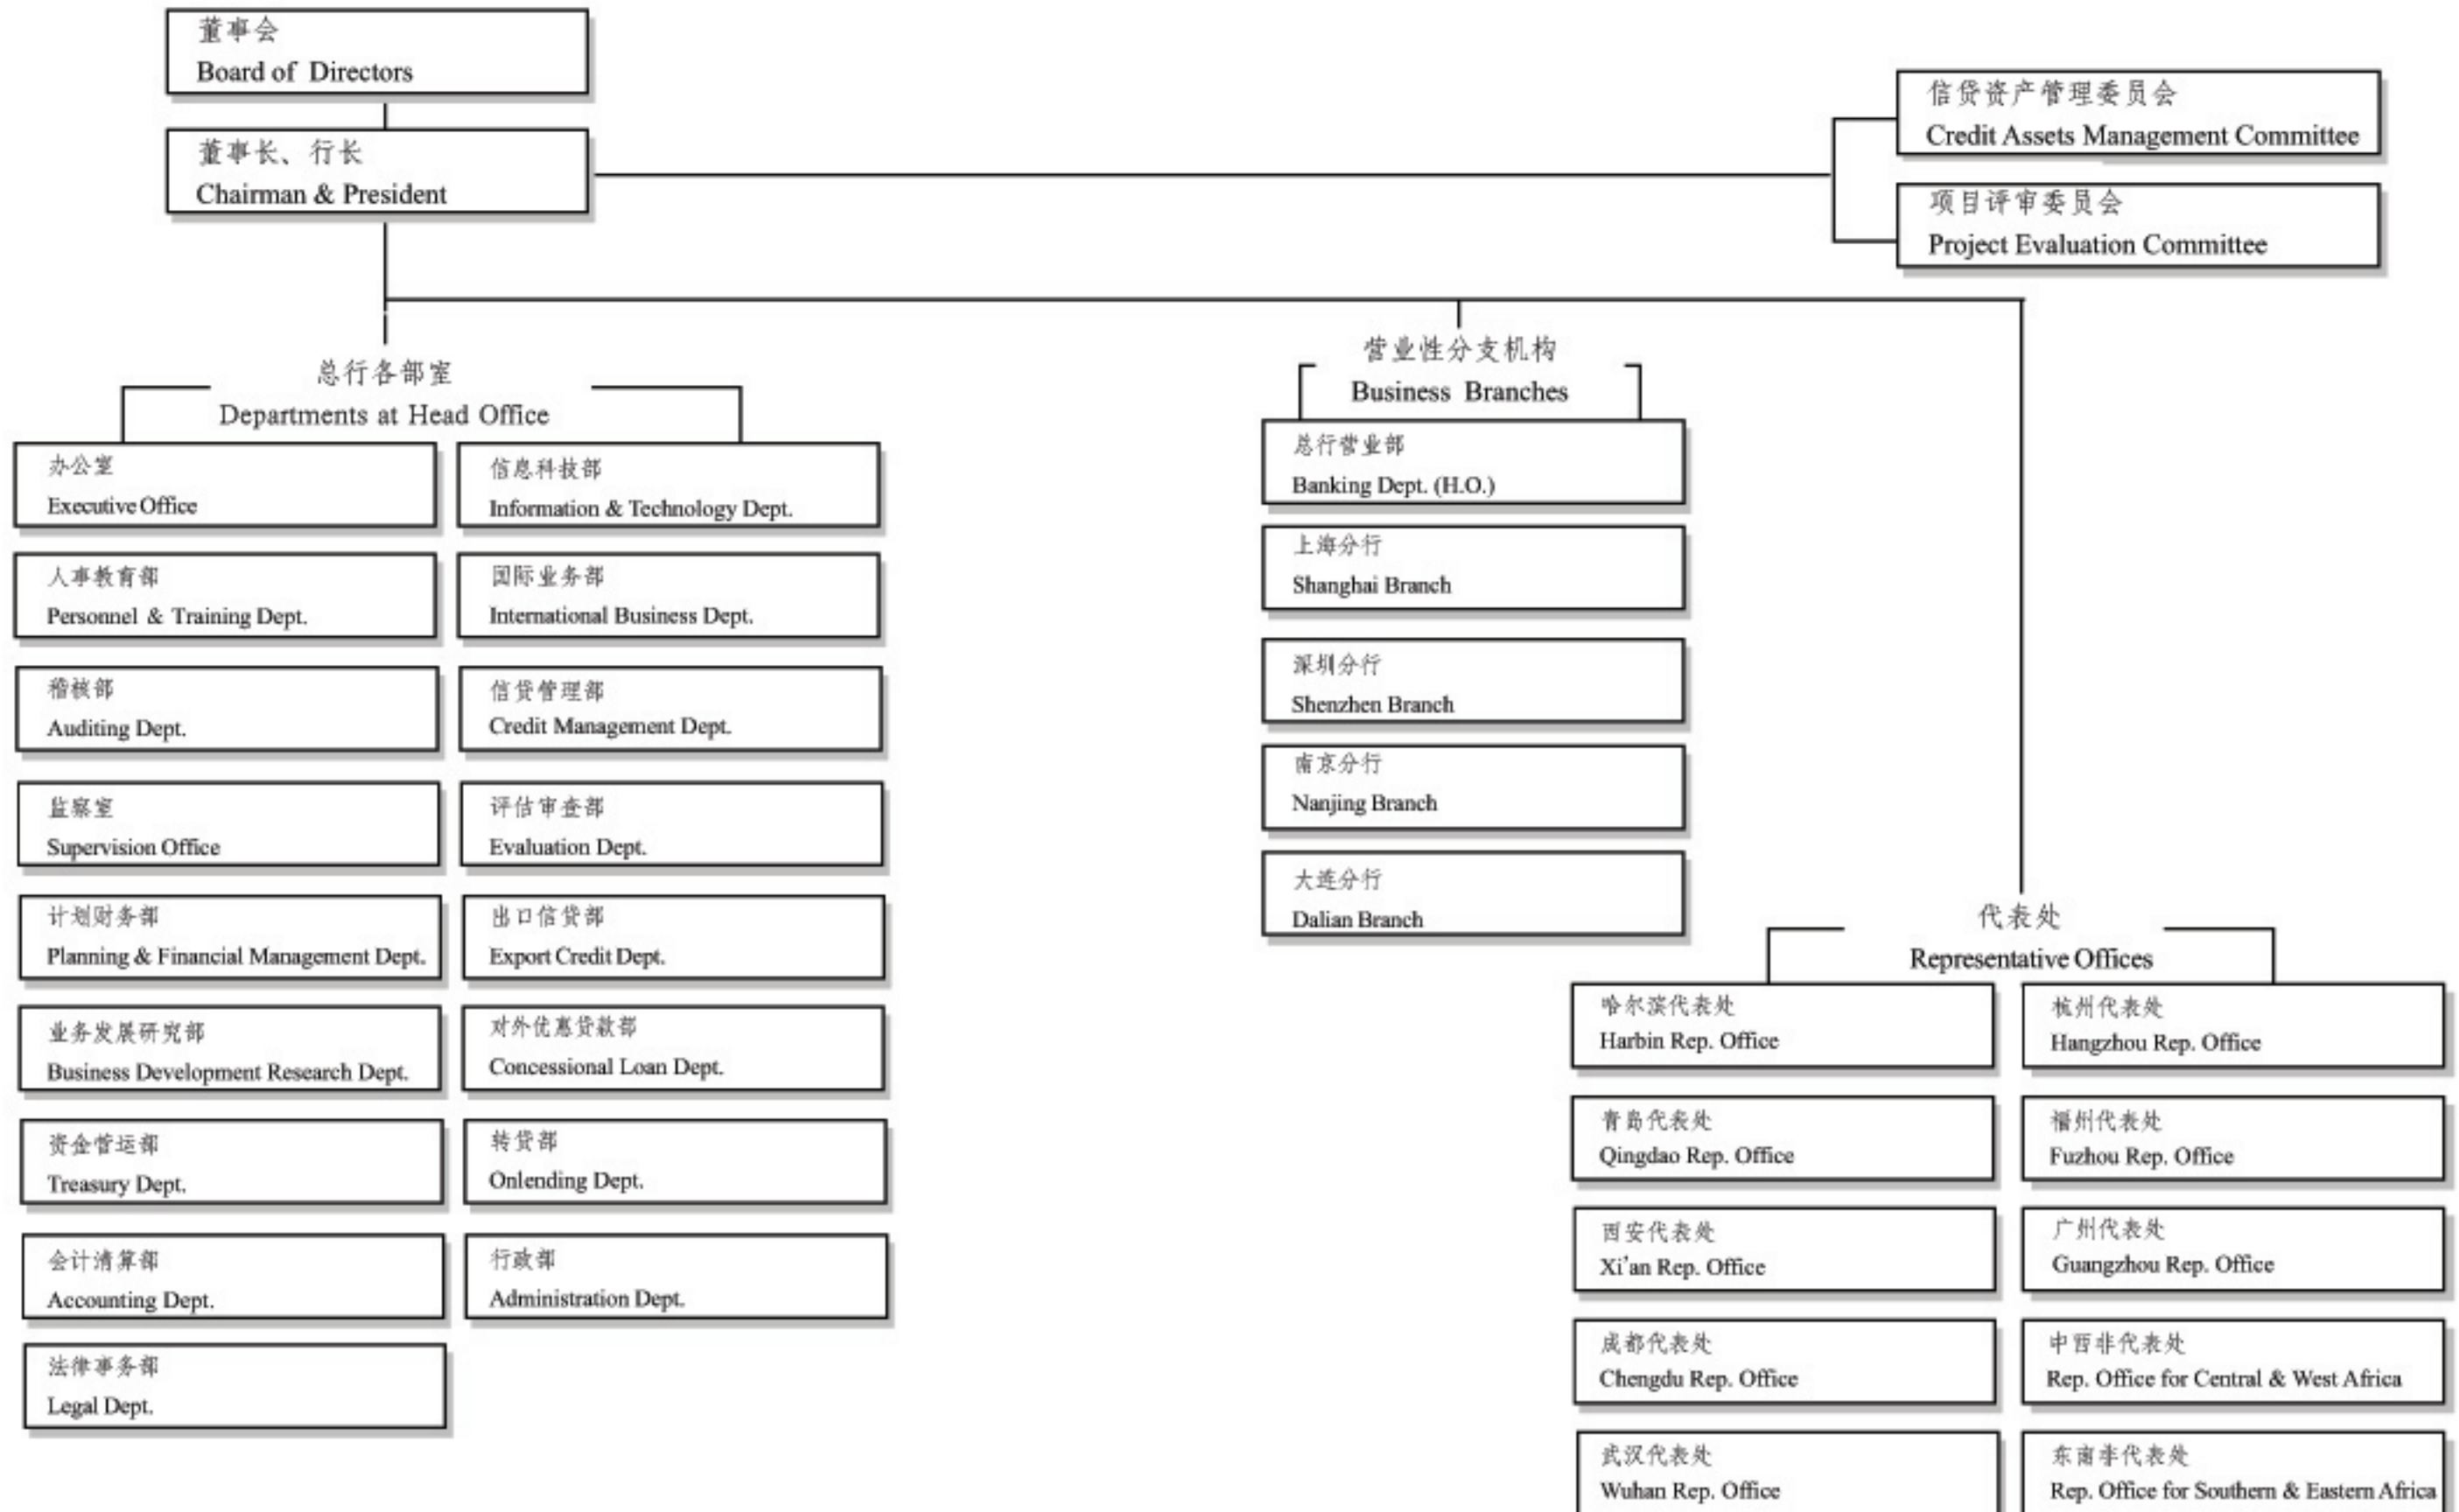 董事会
Board of Directors
董事长、行长
Chairman & President
信贷资产管理委员会
Credit Assets Management Committee
项目评审委员会
Project Evaluation Committee
总行各部室
Departments at Head Office
办公室
Executive Office
人事教育部
Personnel & Training Dept.
稽核部
Auditing Dept.
监察室
Supervision Office
计划财务部
Planning & Financial Management Dept.
业务发展研究部
Business Development Research Dept.
资金营运部
Treasury Dept.
会计清算部
Accounting Dept.
法律事务部
Legal Dept.
信息科技部
Information & Technology Dept.
国际业务部
International Business Dept.
信贷管理部
Credit Management Dept.
评估审查部
Evaluation Dept.
出口信贷部
Export Credit Dept.
对外优惠贷款部
Concessional Loan Dept.
转贷部
Onlending Dept.
行政部
Administration Dept.
营业性分支机构
Business Branches
总行营业部
Banking Dept. (H.O.)
上海分行
Shanghai Branch
深圳分行
Shenzhen Branch
南京分行
Nanjing Branch
大连分行
Dalian Branch
代表处
Representative Offices
哈尔滨代表处
Harbin Rep. Office
青岛代表处
Qingdao Rep. Office
西安代表处
Xi'an Rep. Office
成都代表处
Chengdu Rep. Office
武汉代表处
Wuhan Rep. Office
杭州代表处
Hangzhou Rep. Office
福州代表处
Fuzhou Rep. Office
广州代表处
Guangzhou Rep. Office
中西非代表处
Rep. Office for Central & West Africa
东南非代表处
Rep. Office for Southern & Eastern Africa